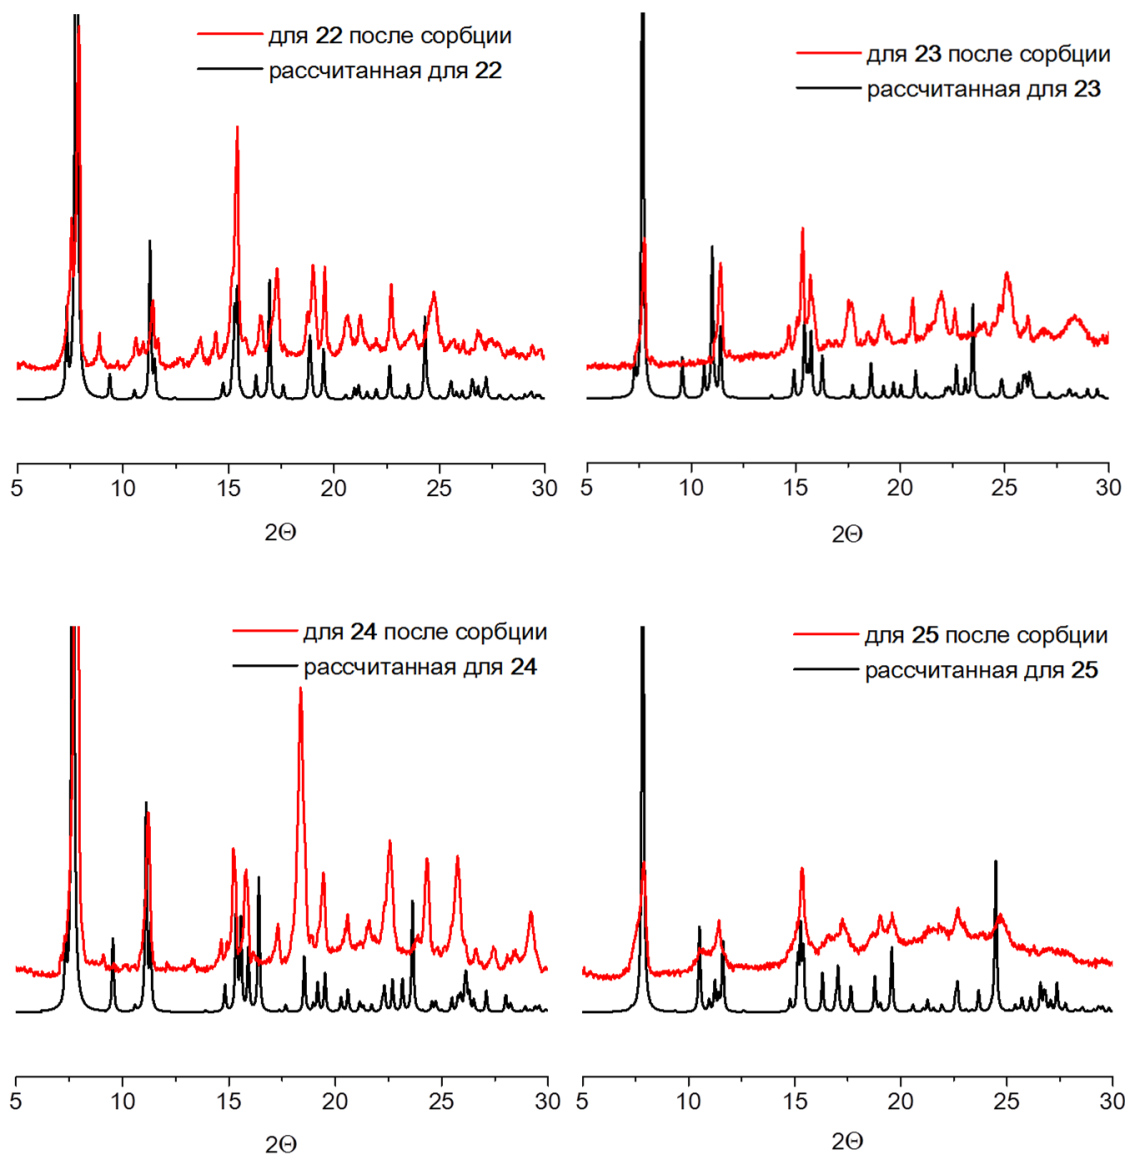 для 22 после сорбции
рассчитанная для 22
5 10 15 20 25 30
2Θ
для 23 после сорбции
рассчитанная для 23
5 10 15 20 25 30
2Θ
для 24 после сорбции
рассчитанная для 24
5 10 15 20 25 30
2Θ
для 25 после сорбции
рассчитанная для 25
5 10 15 20 25 30
2Θ